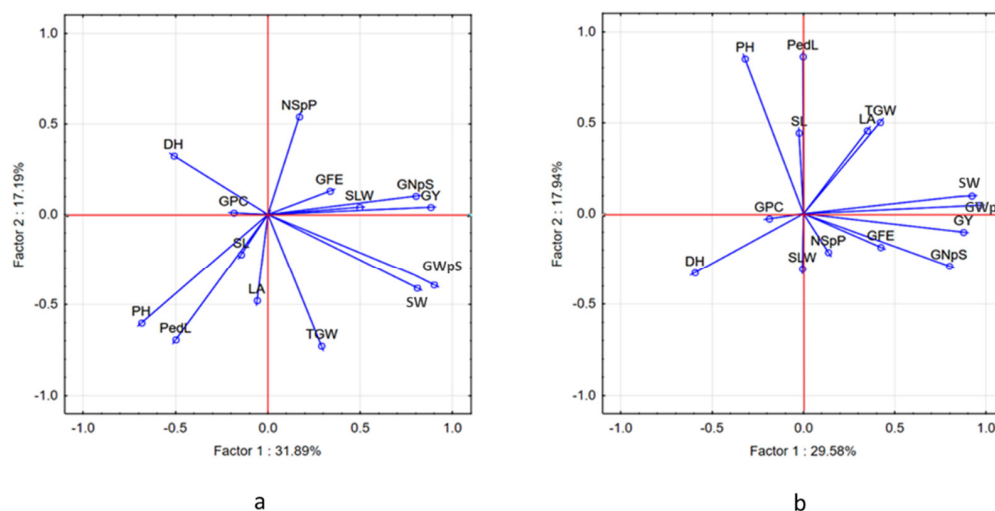 1.0
0.5
0.0
-0.5
-1.0
Factor 2 : 17.19%
NSpP
DH
GFE
GNpS
SLW
GY
GPC
SL
LA
GWpS
SW
PH
PedL
TGW
-1.0 -0.5 0.0 0.5 1.0
Factor 1 : 31.89%
a
1.0
0.5
0.0
-0.5
-1.0
Factor 2 : 17.94%
PH PedL
TGW
SL LA
SW
GWp
GPC
GY
NSpP GFE
GNpS
DH SLW
-1.0 -0.5 0.0 0.5 1.0
Factor 1 : 29.58%
b